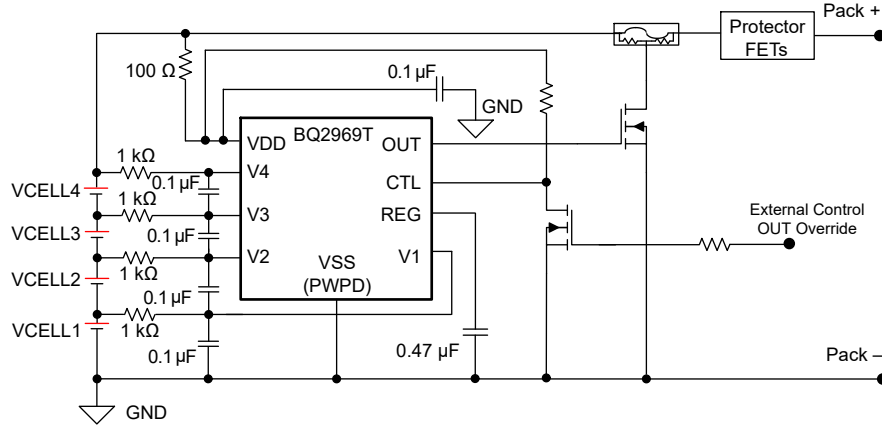 Pack +
Protector
FETs
100 Ω
0.1 µF
GND
BQ2969T
VDD
OUT
1 kΩ
V4
0.1 µF
CTL
VCELL4
1 kΩ
V3
REG
External Control
OUT Override
VCELL3
0.1 µF
V2
VSS
(PWPD)
V1
VCELL2
1 kΩ
0.1 µF
VCELL1
1 kΩ
0.1 µF
0.47 µF
Pack –
GND